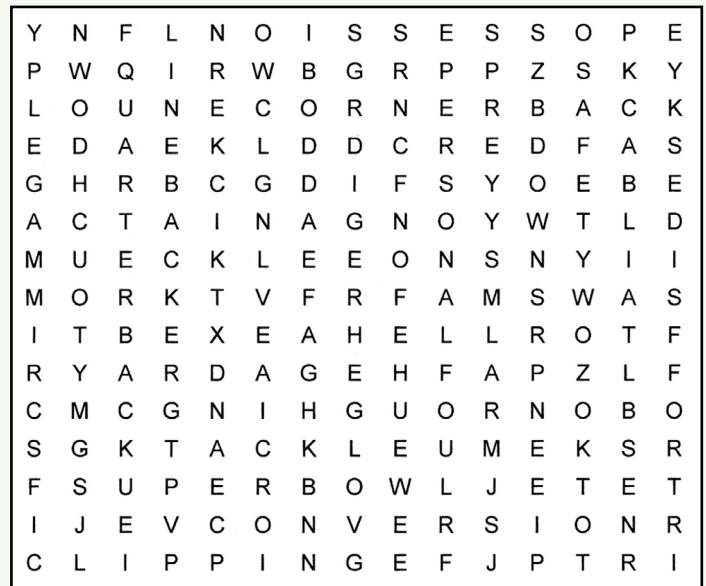 Y N F L N O I S S E S S O P E
P W Q I R W B G R P P Z S K Y
L O U N E C O R N E R B A C K
E D A E K L D D C R E D F A S
G H R B C G D I F S Y O E B E
A C T A I N A G N O Y W T L D
M U E C K L E E O N S N Y I I
M O R K T V F R F A M S W A S
I T B E X E A H E L L R O T F
R Y A R D A G E H F A P Z L F
C M C G N I H G U O R N O B O
S G K T A C K L E U M E K S R
F S U P E R B O W L J E T E T
I J E V C O N V E R S I O N R
C L I P P I N G E F J P T R I